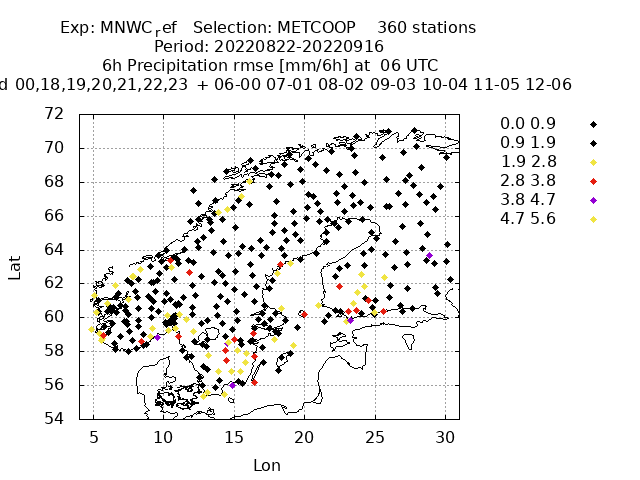 Exp: MNWC_ref Selection: METCOOP 360 stations
Period: 20220822-20220916
6h Precipitation rmse [mm/6h] at 06 UTC
d 00,18,19,20,21,22,23 + 06-00 07-01 08-02 09-03 10-04 11-05 12-06
72
70
68
66
64
62
60
58
56
54
Lat
5 10 15 20 25 30
Lon
0.0 0.9
0.9 1.9
1.9 2.8
2.8 3.8
3.8 4.7
4.7 5.6